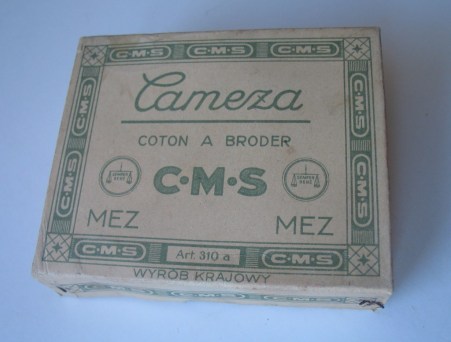 C·M·S C·M·S C·M·S
Cameza
COTON A BRODER
C·M·S C·M·S
C·M·S
C·M·S C·M·S
MEZ MEZ
C·M·S Art. 310 a C·M·S
WYRÓB KRAJOWY